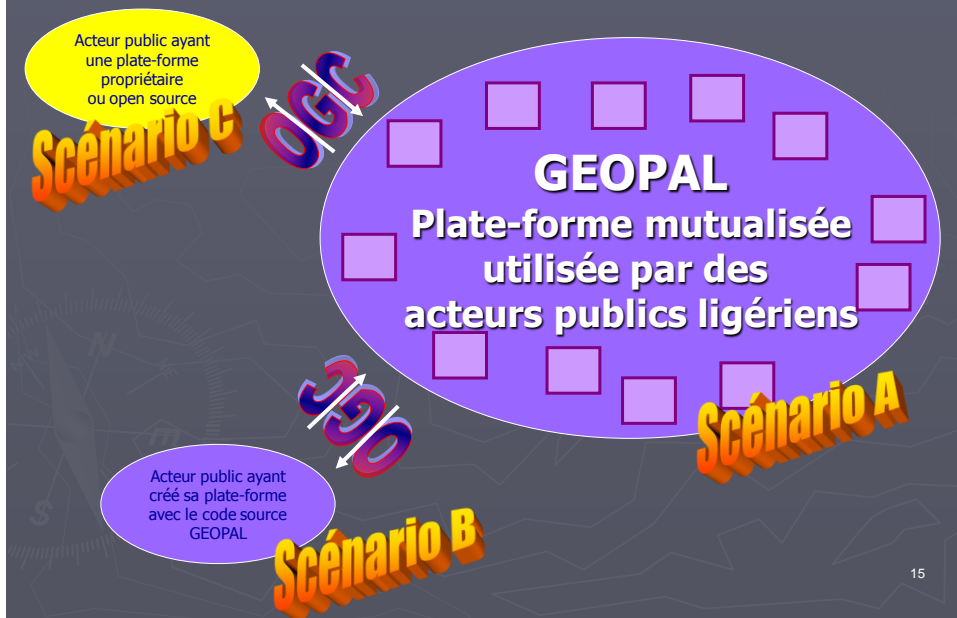 Acteur public ayant
une plate-forme
propriétaire
ou open source
Scénario C
OGC
GEOPAL
Plate-forme mutualisée
utilisée par des
acteurs publics ligériens
Scénario A
OGC
Acteur public ayant
créé sa plate-forme
avec le code source
GEOPAL
Scénario B
N
m
S
15